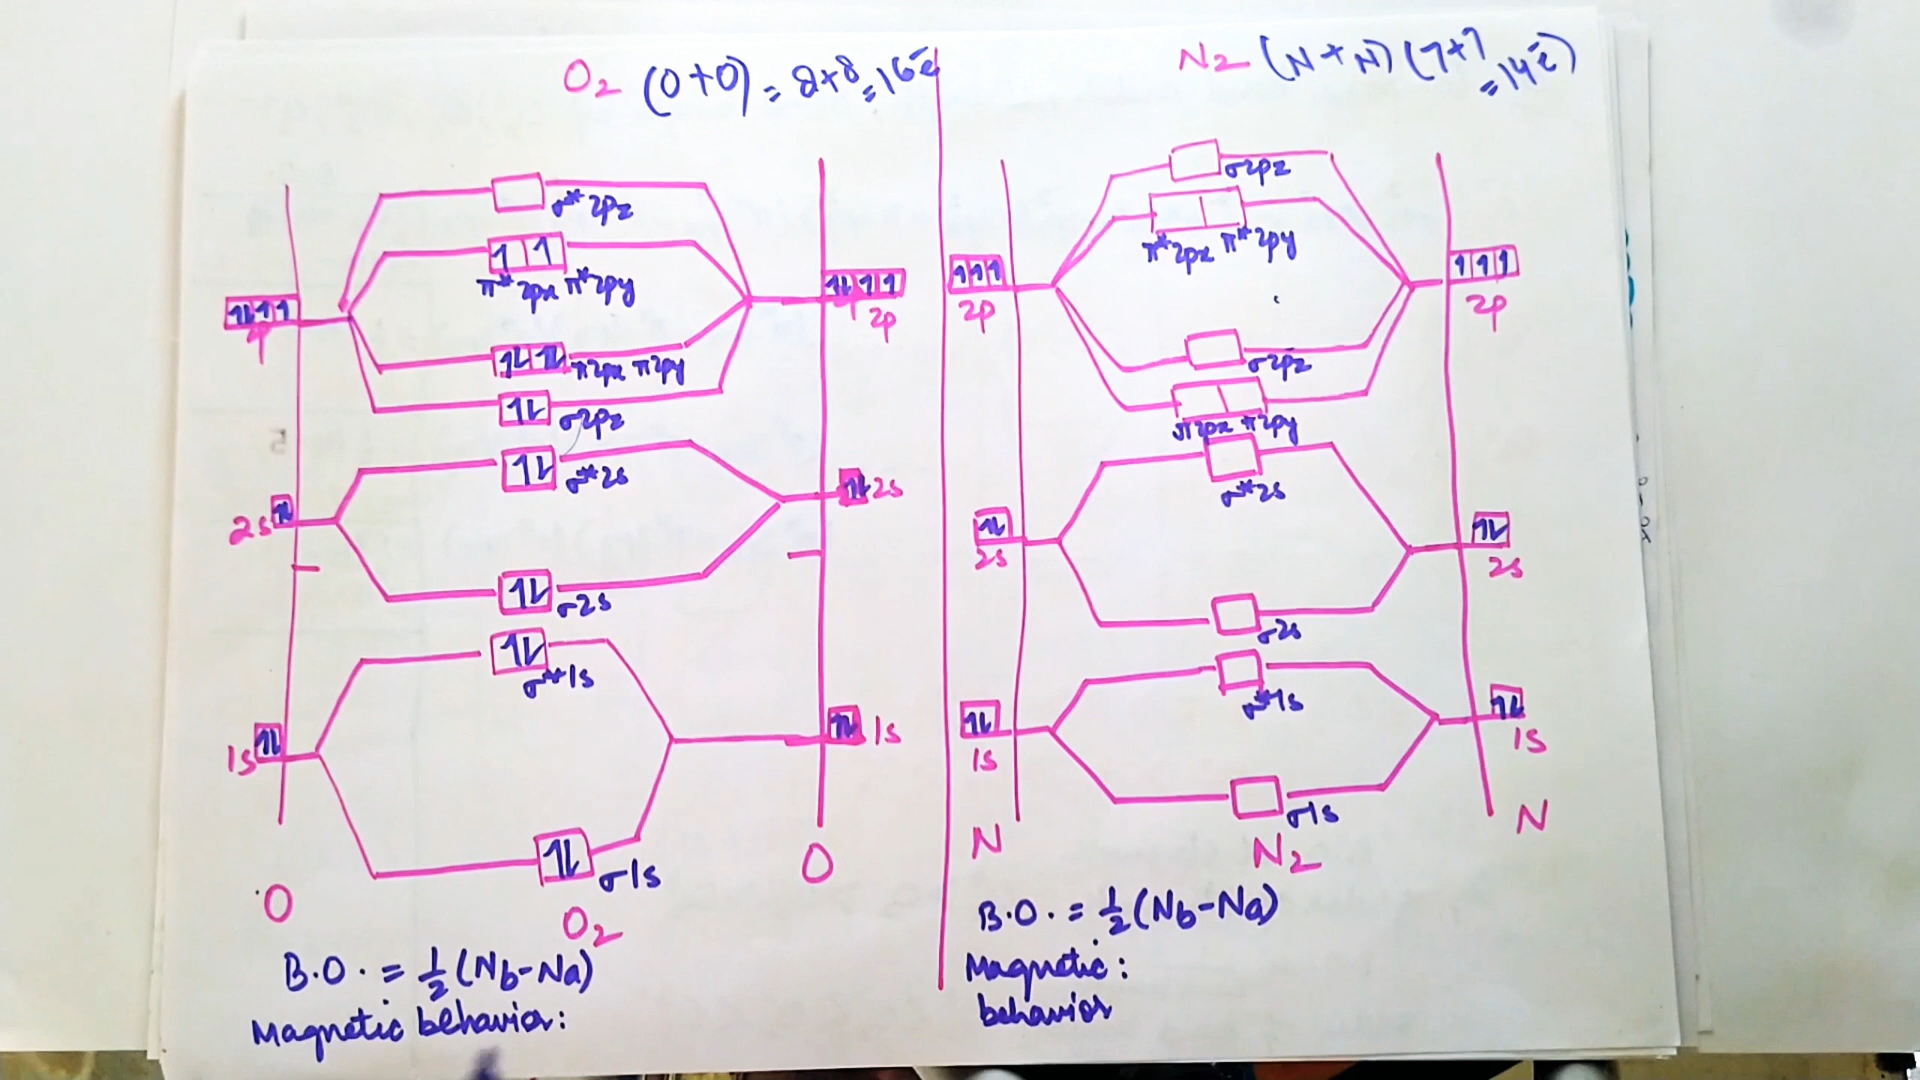 O2 (O+O) = 8+8 = 16e⁻
σ*2pz
π*2px π*2py
2p
2p
π2px π2py
σ2pz
σ*2s
2s
2s
σ2s
σ*1s
1s
1s
σ1s
O
O
O2
B.O. = 1/2 (Nb-Na)
Magnetic behavior:
N2 (N+N) (7+7 = 14e⁻)
σ2pz
π*2px π*2py
2p
2p
σ2pz
π2px π2py
σ*2s
2s
2s
σ2s
σ*1s
1s
1s
σ1s
N
N
N2
B.O. = 1/2 (Nb-Na)
Magnetic:
behavior